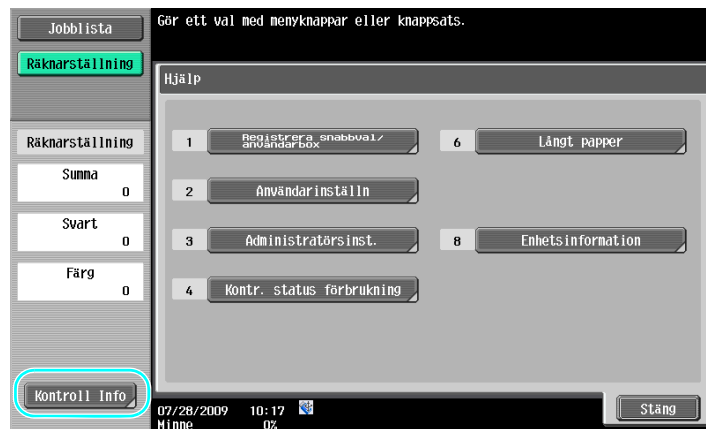 Jobblista
Räknarställning
Räknarställning
Summa
0
Svart
0
Färg
0
Kontroll Info
Gör ett val med menyknappar eller knappsats.
Hjälp
1 Registrera snabbval/
användarbox
2 Användarinställn
3 Administratörsinst.
4 Kontr. status förbrukning
6 Långt papper
8 Enhetsinformation
07/28/2009 10:17
Minne 0%
Stäng